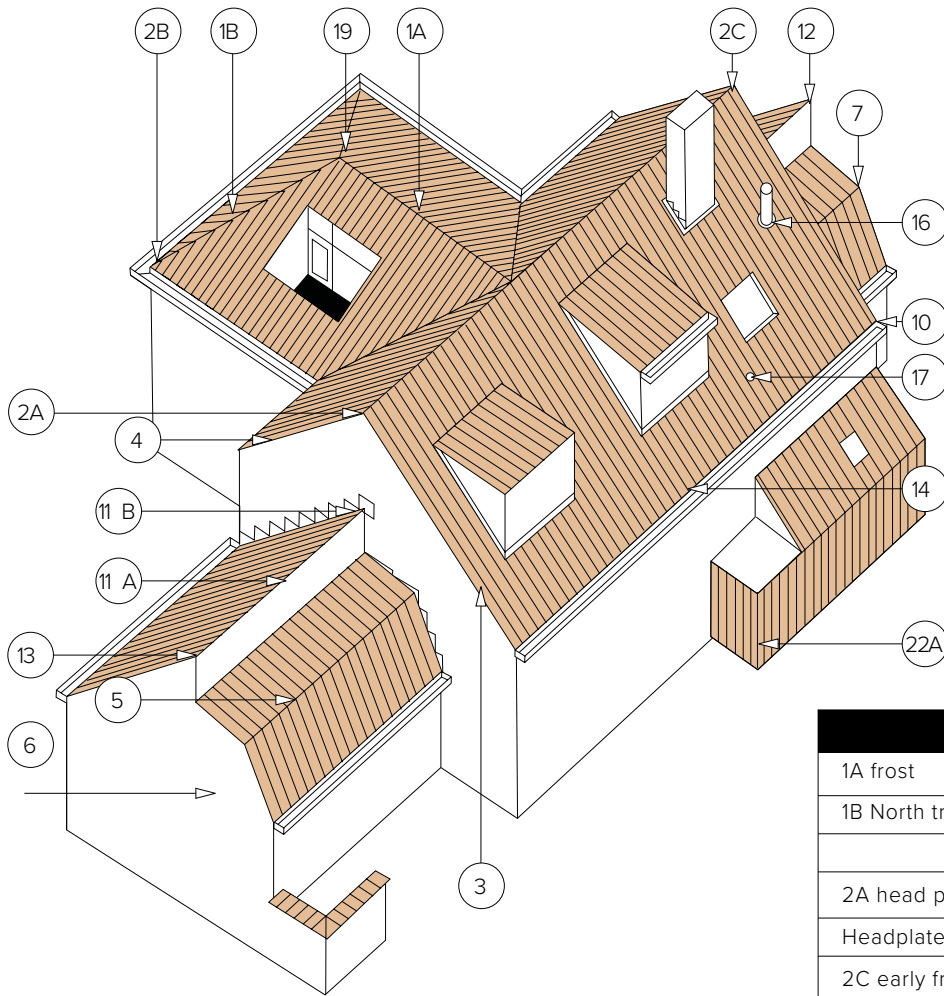 2B
1B
19
1A
2C
12
7
16
10
17
2A
4
14
11 B
11 A
13
5
22A
6
3
1A frost
1B North tr
2A head p
Headplate
2C early fr